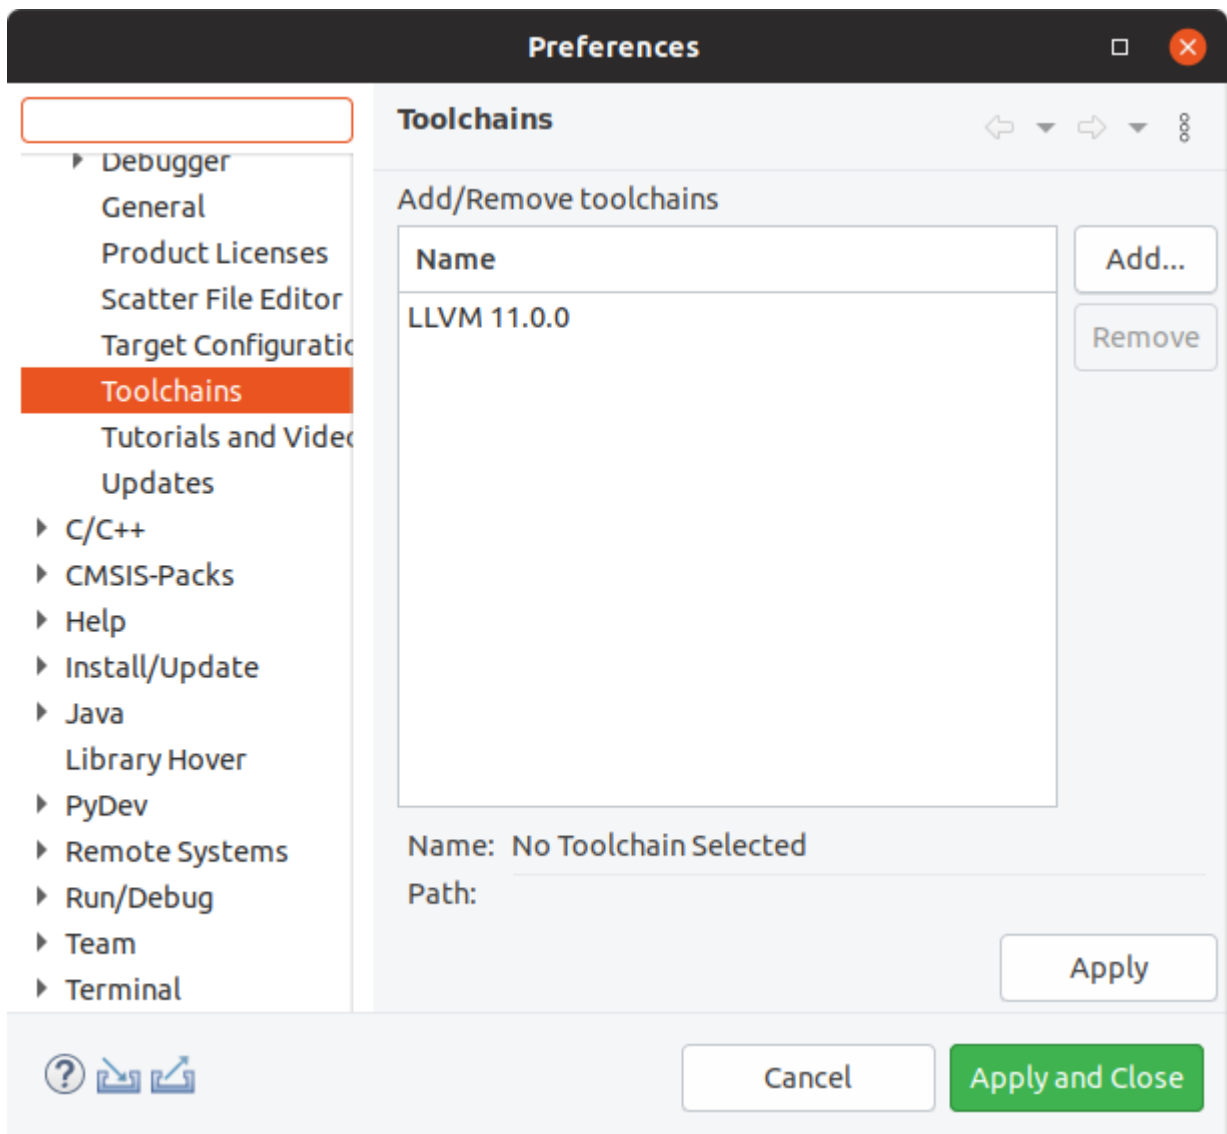 Preferences
Toolchains
Debugger
General
Product Licenses
Scatter File Editor
Target Configuratic
Toolchains
Tutorials and Videc
Updates
C/C++
CMSIS-Packs
Help
Install/Update
Java
Library Hover
PyDev
Remote Systems
Run/Debug
Team
Terminal
Add/Remove toolchains
Name
LLVM 11.0.0
Add...
Remove
Name: No Toolchain Selected
Path:
Apply
?
Cancel
Apply and Close